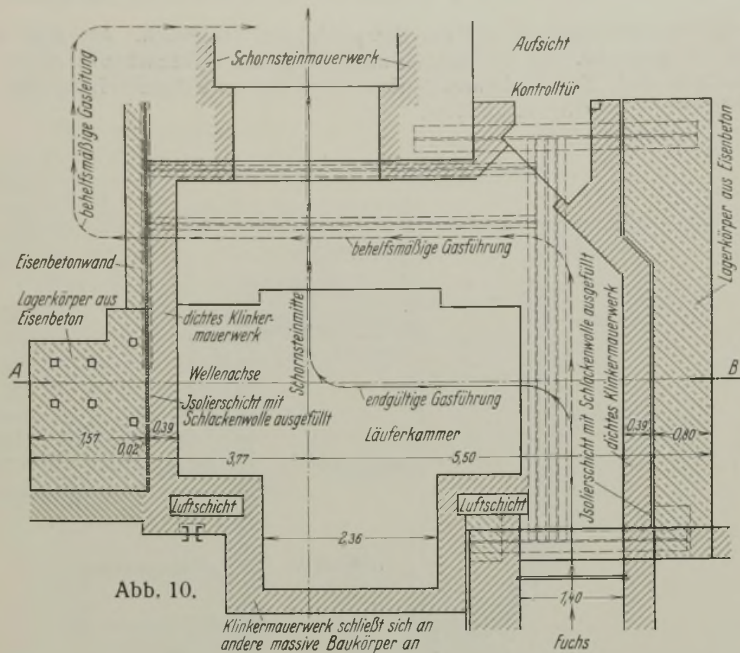 Schornsteinmauerwerk
Aufsicht
Kontrolltür
behelfsmäßige Gasleitung
behelfsmäßige Gasführung
Lagerkörper aus Eisenbeton
Eisenbetonwand
Lagerkörper aus
Eisenbeton
dichtes Klinker-
mauerwerk
Schornsteinmitte
A
Wellenachse
B
Isolierschicht mit
Schlackenwolle ausgefüllt
endgültige Gasführung
Läuferkammer
Isolierschicht mit Schlackenwolle ausgefüllt
dichtes Klinkermauerwerk
1,57
0,02
0,39
3,77
5,50
0,39
0,80
Luftschicht
Luftschicht
2,36
Abb. 10.
1,40
Klinkermauerwerk schließt sich an
andere massive Baukörper an
Fuchs